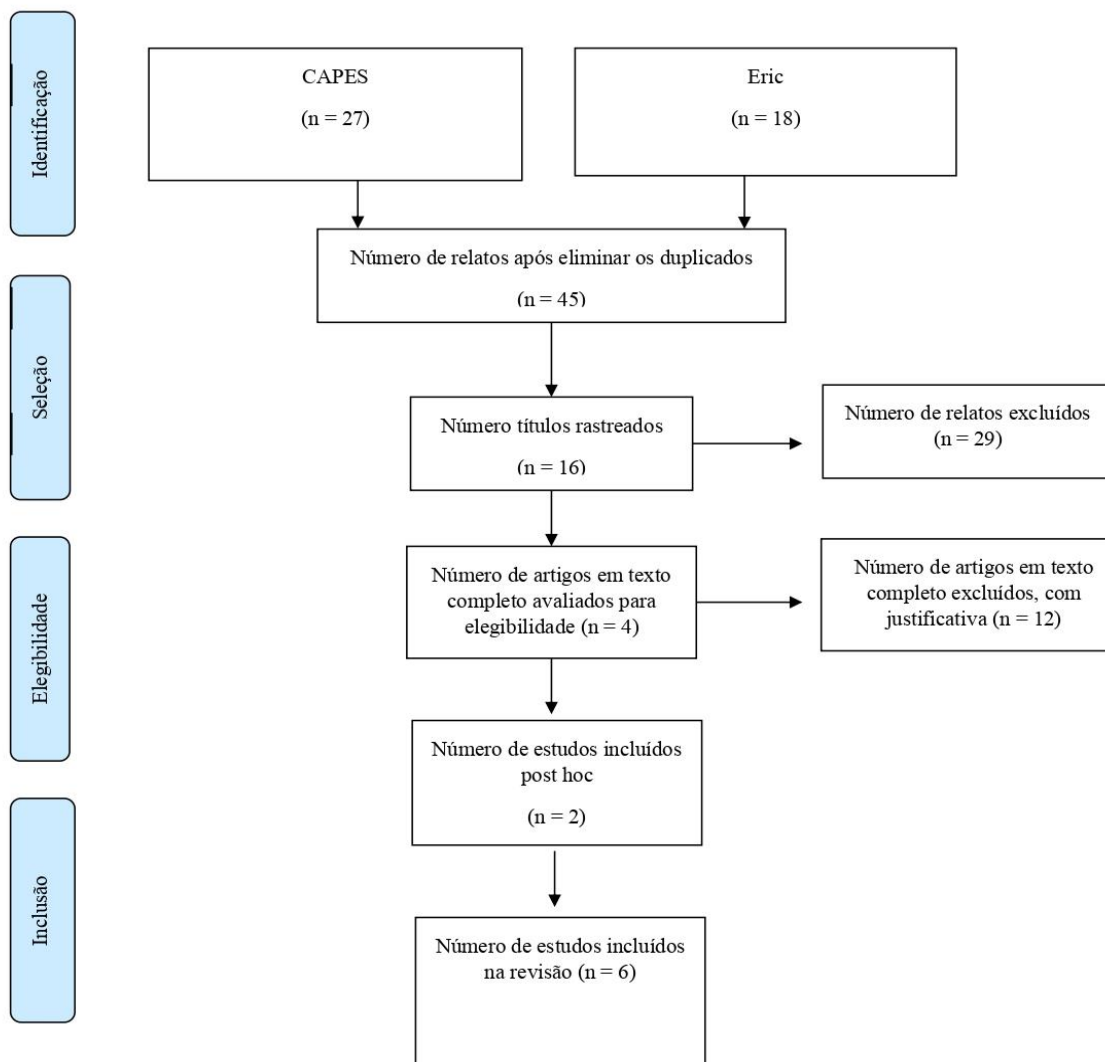 Identificação
CAPES
(n = 27)
Eric
(n = 18)
Número de relatos após eliminar os duplicados
(n = 45)
Seleção
Número títulos rastreados
(n = 16)
Número de relatos excluídos
(n = 29)
Elegibilidade
Número de artigos em texto
completo avaliados para
elegibilidade (n = 4)
Número de artigos em texto
completo excluídos, com
justificativa (n = 12)
Número de estudos incluídos
post hoc
(n = 2)
Inclusão
Número de estudos incluídos
na revisão (n = 6)